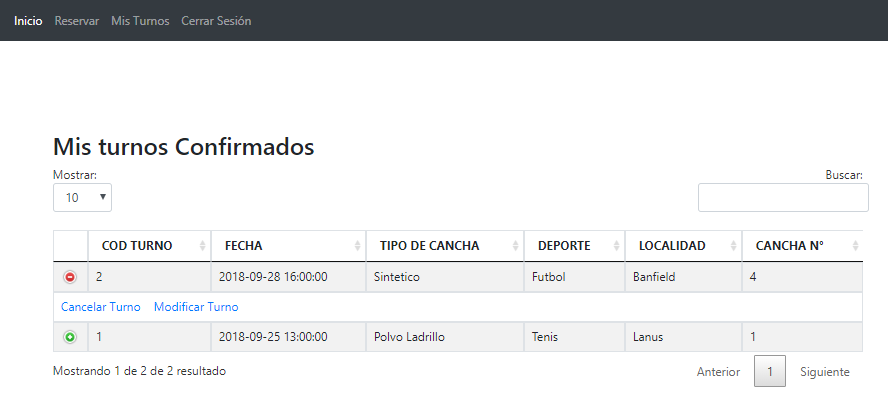 Inicio Reservar Mis Turnos Cerrar Sesión
Mis turnos Confirmados
Mostrar: Buscar:
10
COD TURNO FECHA TIPO DE CANCHA DEPORTE LOCALIDAD CANCHA N°
2 2018-09-28 16:00:00 Sintetico Futbol Banfield 4
Cancelar Turno Modificar Turno
1 2018-09-25 13:00:00 Polvo Ladrillo Tenis Lanus 1
Mostrando 1 de 2 de 2 resultado Anterior 1 Siguiente